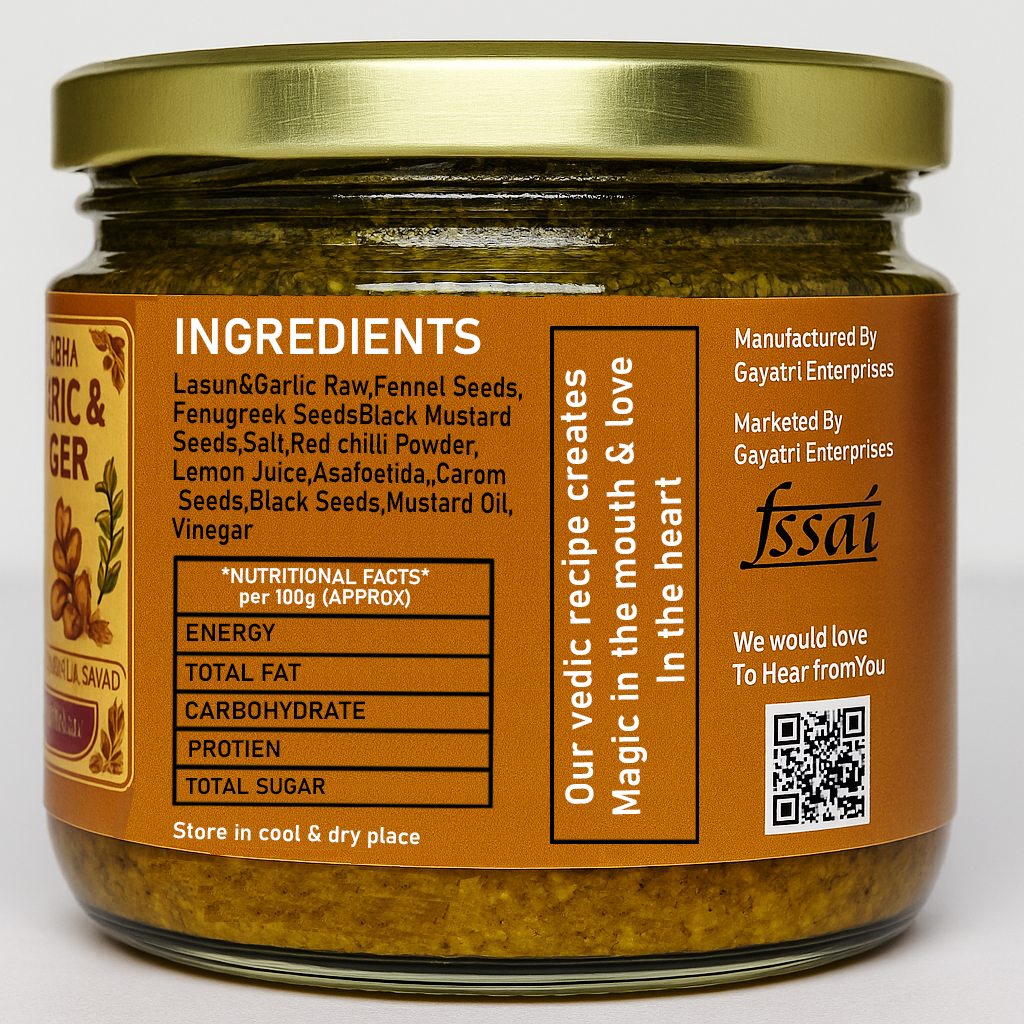 INGREDIENTS
Lasun&Garlic Raw,Fennel Seeds,
Fenugreek SeedsBlack Mustard
Seeds,Salt,Red chilli Powder,
Lemon Juice,Asafoetida,,Carom
Seeds,Black Seeds,Mustard Oil,
Vinegar
*NUTRITIONAL FACTS*
per 100g (APPROX)
ENERGY
TOTAL FAT
CARBOHYDRATE
PROTIEN
TOTAL SUGAR
Store in cool & dry place
Our vedic recipe creates
Magic in the mouth & love
In the heart
Manufactured By
Gayatri Enterprises
Marketed By
Gayatri Enterprises
fssai
We would love
To Hear fromYou
OBHA
RIC &
GER
SAVAD